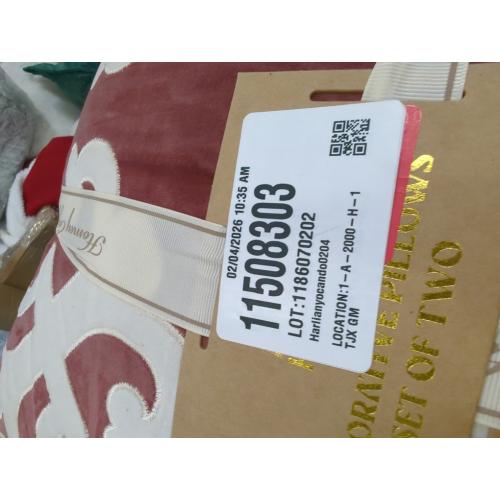 02/04/2026 10:35 AM
11508303
LOT:1186070202
Harlianyocando0204
LOCATION:1-A-2000-H-1
TJX GM
ORATIVE PILLOWS
SET OF TWO